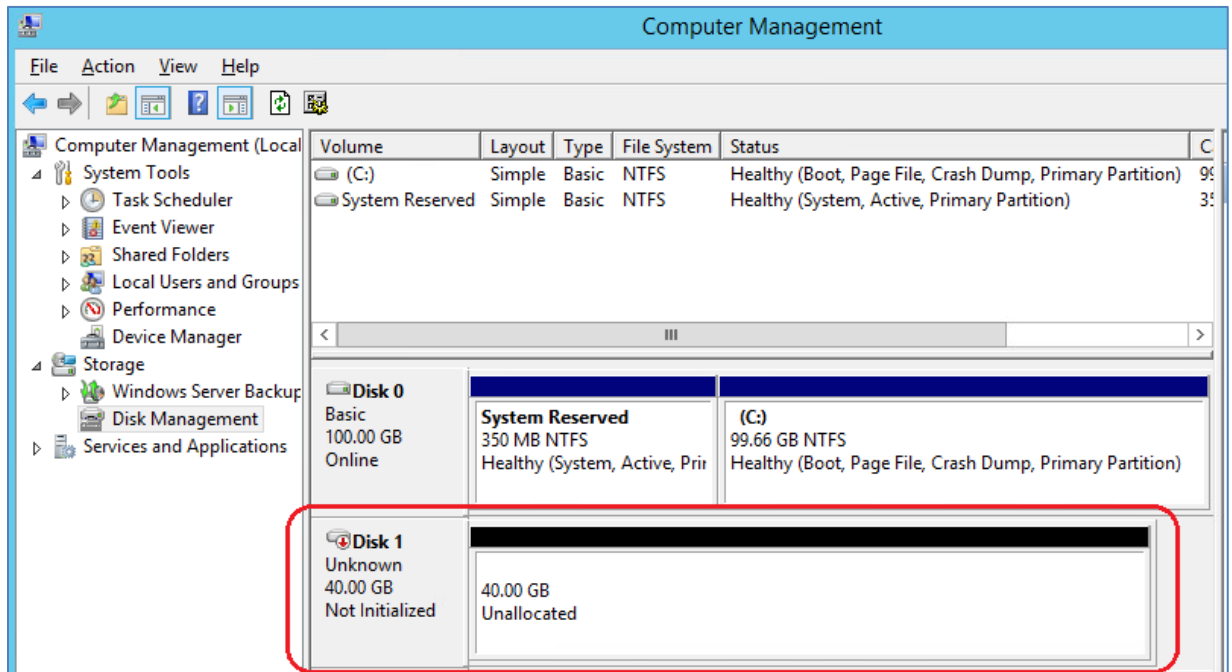 Computer Management
File Action View Help
Computer Management (Local
System Tools
Task Scheduler
Event Viewer
Shared Folders
Local Users and Groups
Performance
Device Manager
Storage
Windows Server Backup
Disk Management
Services and Applications
Volume Layout Type File System Status
(C:) Simple Basic NTFS Healthy (Boot, Page File, Crash Dump, Primary Partition)
System Reserved Simple Basic NTFS Healthy (System, Active, Primary Partition)
Disk 0
Basic
100.00 GB
Online
System Reserved
350 MB NTFS
Healthy (System, Active, Pri
(C:)
99.66 GB NTFS
Healthy (Boot, Page File, Crash Dump, Primary Partition)
Disk 1
Unknown
40.00 GB
Not Initialized
40.00 GB
Unallocated